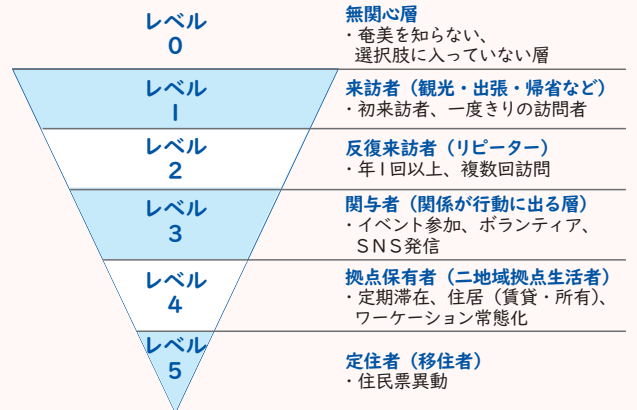 レベル
0
無関心層
・奄美を知らない、
選択肢に入っていない層
レベル
1
来訪者（観光・出張・帰省など）
・初来訪者、一度きりの訪問者
レベル
2
反復来訪者（リピーター）
・年1回以上、複数回訪問
レベル
3
関与者（関係が行動に出る層）
・イベント参加、ボランティア、
SNS発信
レベル
4
拠点保有者（二地域拠点生活者）
・定期滞在、住居（賃貸・所有）、
ワーケーション常態化
レベル
5
定住者（移住者）
・住民票異動